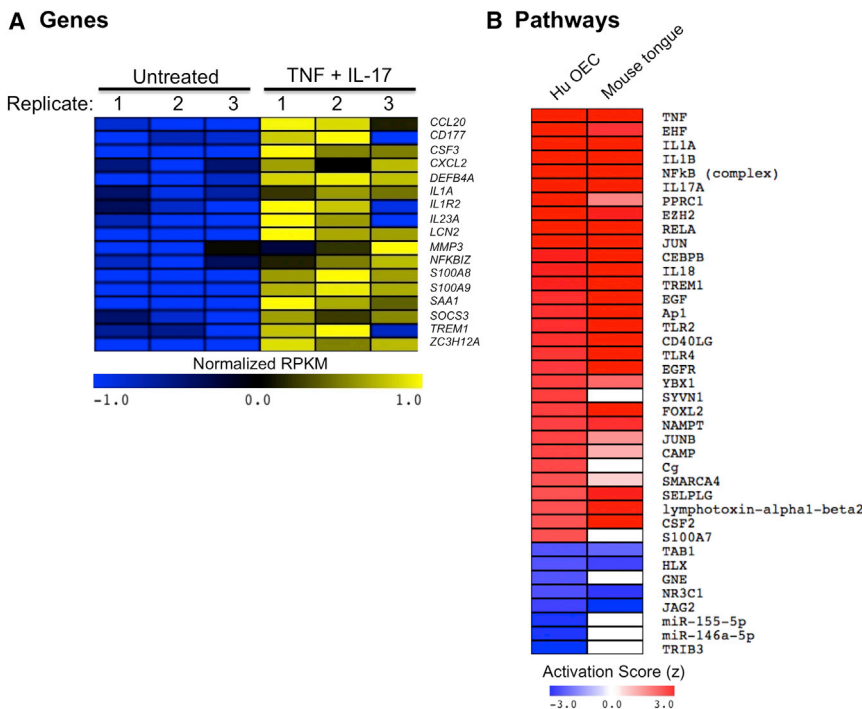 A Genes
Untreated
TNF + IL-17
Replicate: 1 2 3 1 2 3
CCL20
CD177
CSF3
CXCL2
DEFB4A
IL1A
IL1R2
IL23A
LCN2
MMP3
NFKBIZ
S100A8
S100A9
SAA1
SOCS3
TREM1
ZC3H12A
Normalized RPKM
-1.0 0.0 1.0
B Pathways
Hu OEC
Mouse tongue
TNF
EHF
IL1A
IL1B
NFkB (complex)
IL17A
PPRC1
EZH2
RELA
JUN
CEBPB
IL18
TREM1
EGF
Ap1
TLR2
CD40LG
TLR4
EGFR
YBX1
SYVN1
FOXL2
NAMPT
JUNB
CAMP
Cg
SMARCA4
SELPLG
lymphotoxin-alpha1-beta2
CSF2
S100A7
TAB1
HLX
GNE
NR3C1
JAG2
miR-155-5p
miR-146a-5p
TRIB3
Activation Score (z)
-3.0 0.0 3.0